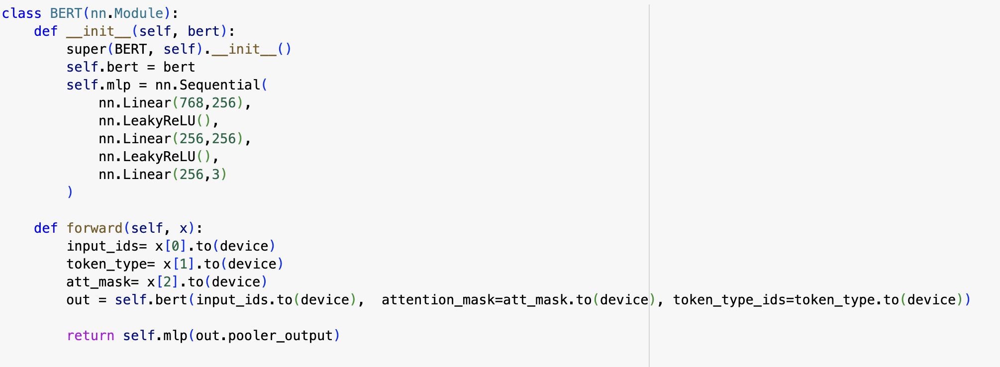 class BERT(nn.Module):
    def __init__(self, bert):
        super(BERT, self).__init__()
        self.bert = bert
        self.mlp = nn.Sequential(
            nn.Linear(768,256),
            nn.LeakyReLU(),
            nn.Linear(256,256),
            nn.LeakyReLU(),
            nn.Linear(256,3)
        )

    def forward(self, x):
        input_ids= x[0].to(device)
        token_type= x[1].to(device)
        att_mask= x[2].to(device)
        out = self.bert(input_ids.to(device),  attention_mask=att_mask.to(device), token_type_ids=token_type.to(device))

        return self.mlp(out.pooler_output)